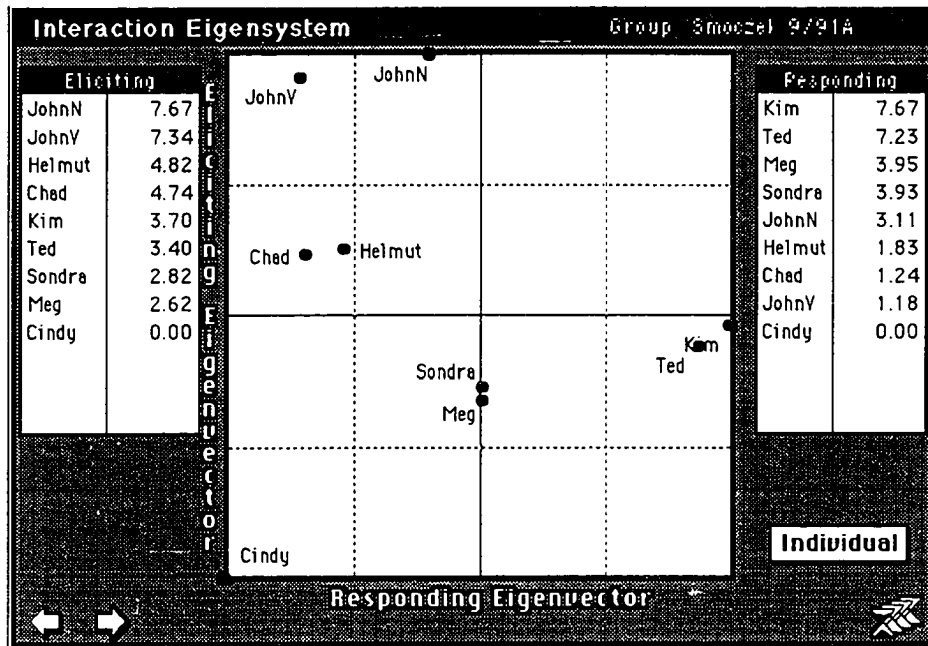 Interaction Eigensystem
Group Smoczek 9/91A
Eliciting
JohnN 7.67
JohnV 7.34
Helmut 4.82
Chad 4.74
Kim 3.70
Ted 3.40
Sondra 2.82
Meg 2.62
Cindy 0.00
Eliciting Eigenvector
JohnV
JohnN
Chad
Helmut
Kim
Ted
Sondra
Meg
Cindy
Responding Eigenvector
Responding
Kim 7.67
Ted 7.23
Meg 3.95
Sondra 3.93
JohnN 3.11
Helmut 1.83
Chad 1.24
JohnV 1.18
Cindy 0.00
Individual